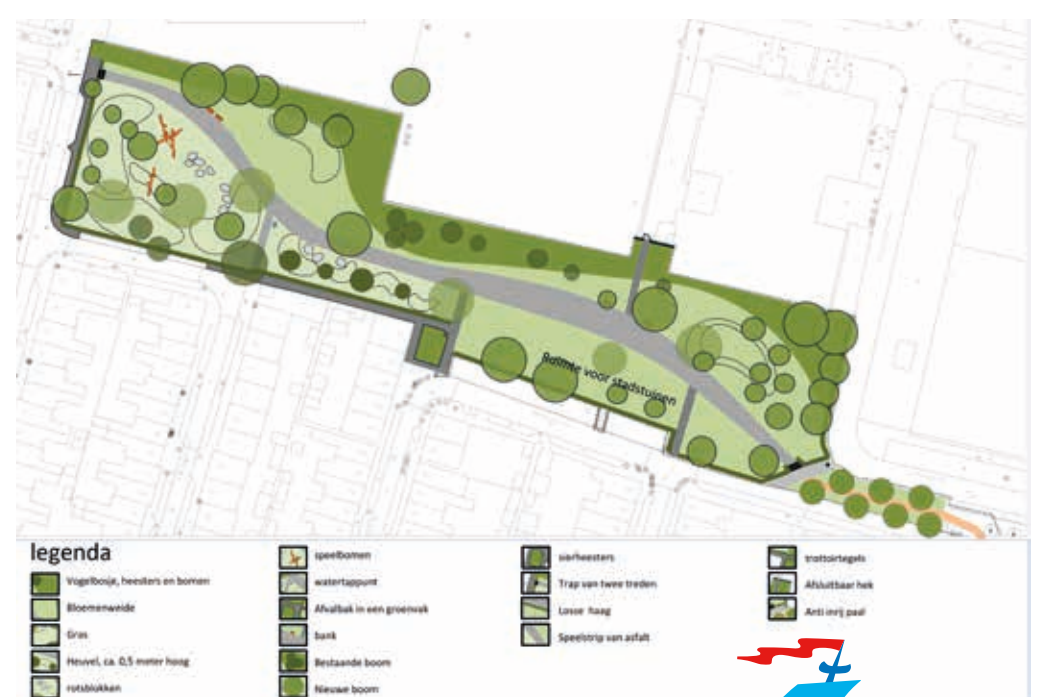 Ruimte voor stadstuinen
legenda
Vogelbosje, heesters en bomen
Bloemenweide
Gras
Heuvel, ca. 0,5 meter hoog
rotsblokken
speelbomen
watertappunt
Afvalbak in een groenvak
bank
Bestaande boom
Nieuwe boom
sierheesters
Trap van twee treden
Losse haag
Speelstrip van asfalt
trottoirtegels
Afsluitbaar hek
Anti inrij paal